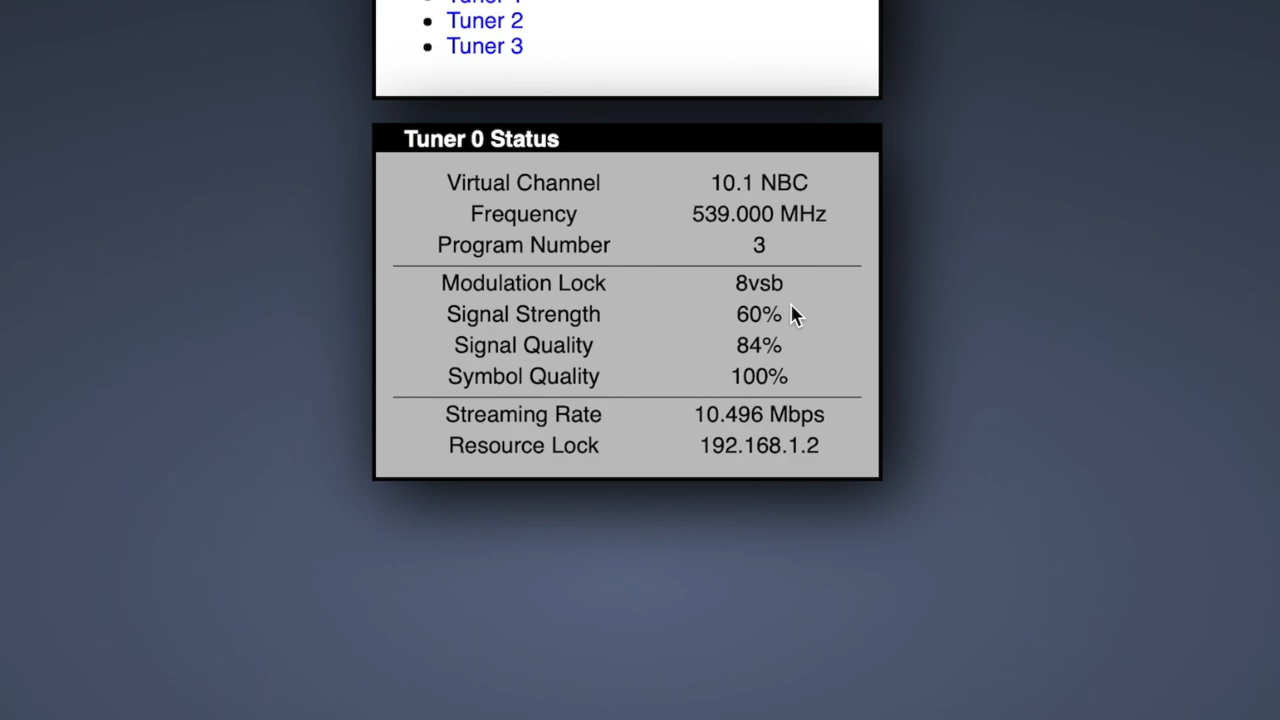 Tuner 2
Tuner 3
Tuner 0 Status
Virtual Channel 10.1 NBC
Frequency 539.000 MHz
Program Number 3
Modulation Lock 8vsb
Signal Strength 60%
Signal Quality 84%
Symbol Quality 100%
Streaming Rate 10.496 Mbps
Resource Lock 192.168.1.2